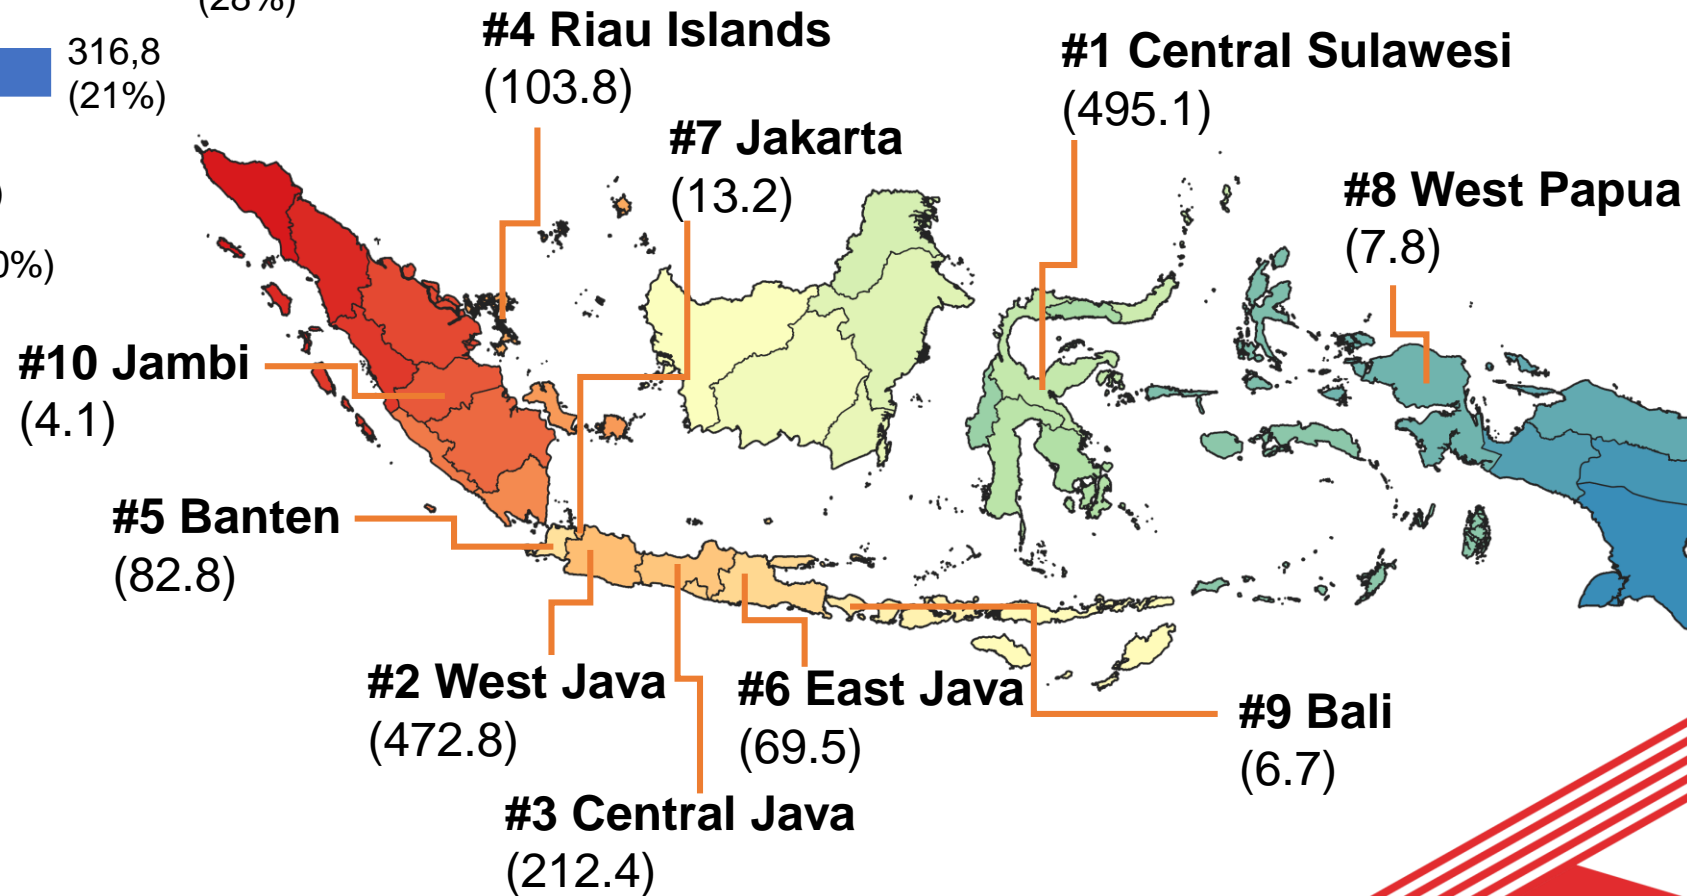 (28%)
316,8
(21%)
)
0%)
#4 Riau Islands
(103.8)
#1 Central Sulawesi
(495.1)
#7 Jakarta
(13.2)
#8 West Papua
(7.8)
#10 Jambi
(4.1)
#5 Banten
(82.8)
#2 West Java
(472.8)
#6 East Java
(69.5)
#9 Bali
(6.7)
#3 Central Java
(212.4)